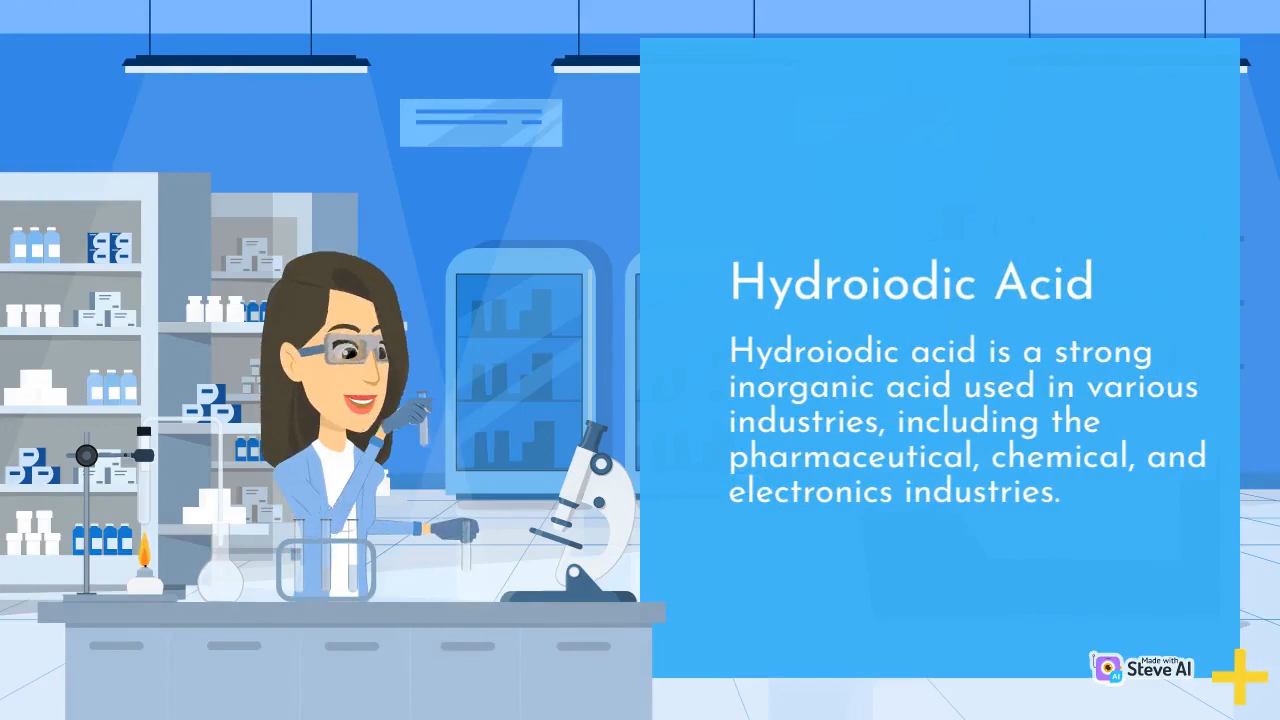 Hydroiodic Acid
Hydroiodic acid is a strong
inorganic acid used in various
industries, including the
pharmaceutical, chemical, and
electronics industries.
Made with
Steve AI
AI